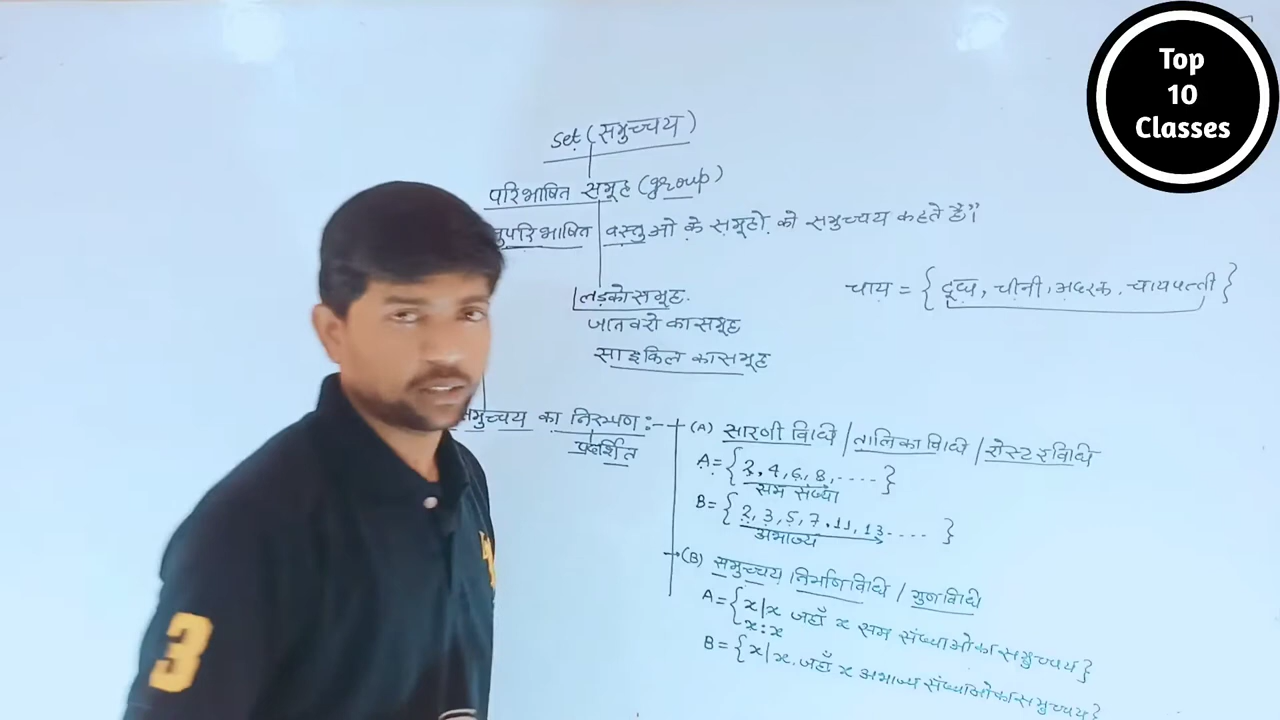 Top
10
Classes
set (समुच्चय)
परिभाषित समूह (group)
सुपरिभाषित वस्तुओ के समूहो को समुच्चय कहते है।"
लड़को समूह.
जानवरो का समूह
साइकिल का समूह
चाय = { दूध, चीनी, अदरक, चायपत्ती }
समुच्चय का निरूपण :-
प्रदर्शित
(A) सारणी विधि / तालिका विधि / रोस्टर विधि
A = { 2, 4, 6, 8, ---- }
सम संख्या
B = { 2, 3, 5, 7, 11, 13 ---- }
अभाज्य
(B) समुच्चय निर्माण विधि / गुण विधि
A = { x | x जहाँ x सम संख्याओ का समुच्चय }
x : x
B = { x | x. जहाँ x अभाज्य संख्याओ का समुच्चय }
3